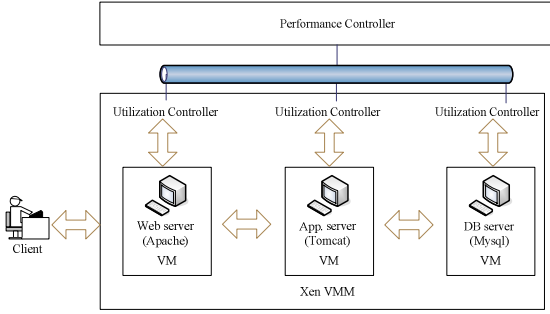 Performance Controller
Utilization Controller
Utilization Controller
Utilization Controller
Web server
(Apache)
VM
App. server
(Tomcat)
VM
DB server
(Mysql)
VM
Client
Xen VMM